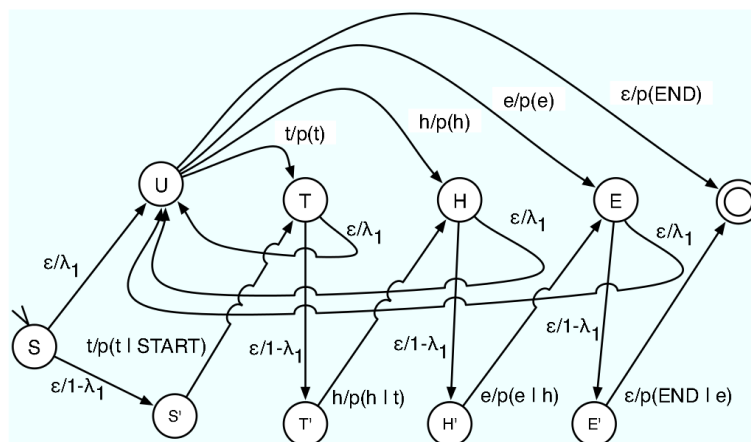 ε/p(END)
e/p(e)
h/p(h)
t/p(t)
U
T
H
E
ε/λ1
ε/λ1
ε/λ1
ε/λ1
S
t/p(t | START)
ε/1-λ1
ε/1-λ1
ε/1-λ1
ε/1-λ1
S'
h/p(h | t)
e/p(e | h)
ε/p(END | e)
T'
H'
E'